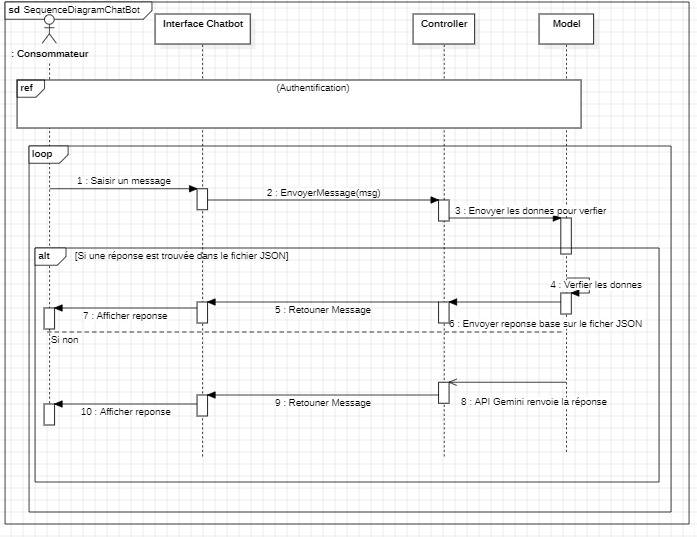 sd SequenceDiagramChatBot
Interface Chatbot
Controller
Model
: Consommateur
ref
(Authentification)
loop
1 : Saisir un message
2 : EnvoyerMessage(msg)
3 : Enovyer les donnes pour verfier
alt
[Si une réponse est trouvée dans le fichier JSON]
4 : Verfier les donnes
5 : Retouner Message
7 : Afficher reponse
6 : Envoyer reponse base sur le ficher JSON
Si non
8 : API Gemini renvoie la réponse
9 : Retouner Message
10 : Afficher reponse